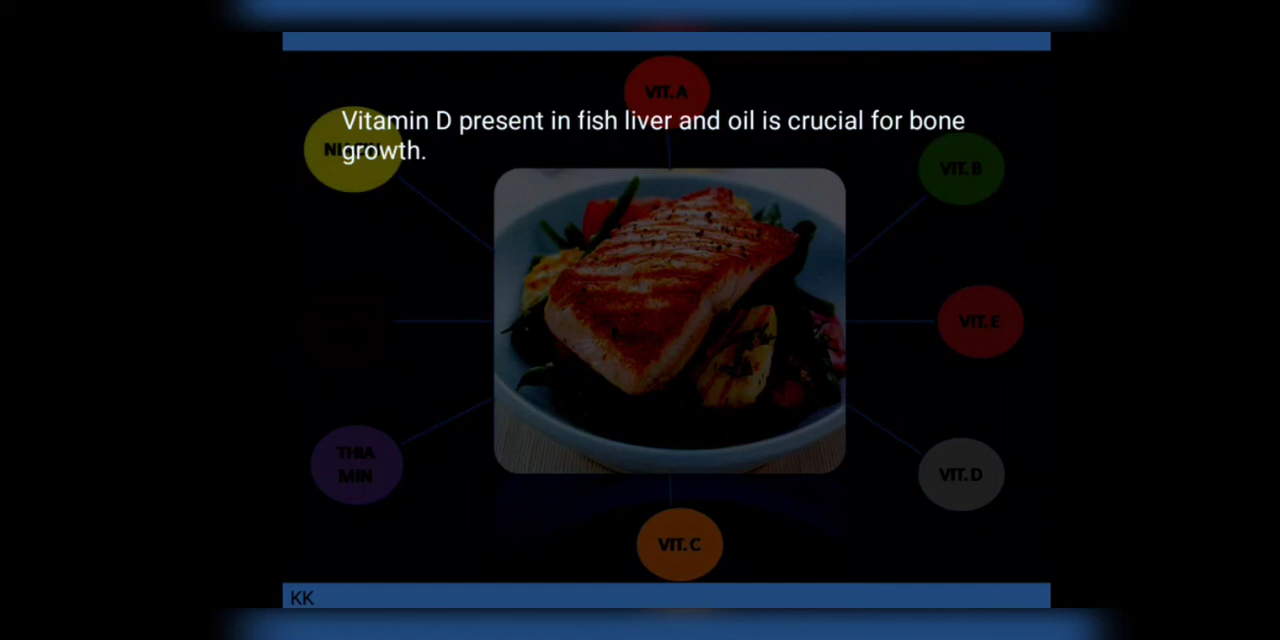 VIT.A
Vitamin D present in fish liver and oil is crucial for bone
growth.
VIT.B
VIT.E
THIA
MIN
VIT.D
VIT.C
KK